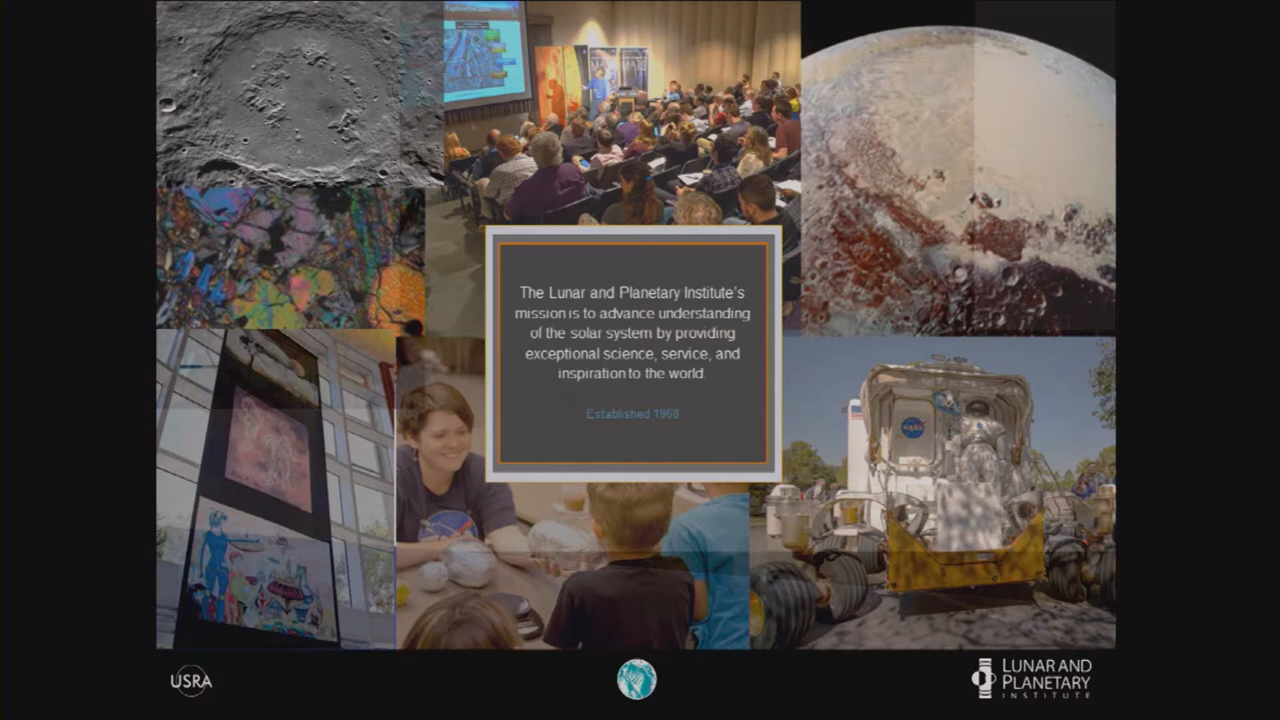 The Lunar and Planetary Institute's
mission is to advance understanding
of the solar system by providing
exceptional science, service, and
inspiration to the world.
Established 1968
NASA
USRA
LUNAR AND
PLANETARY
INSTITUTE